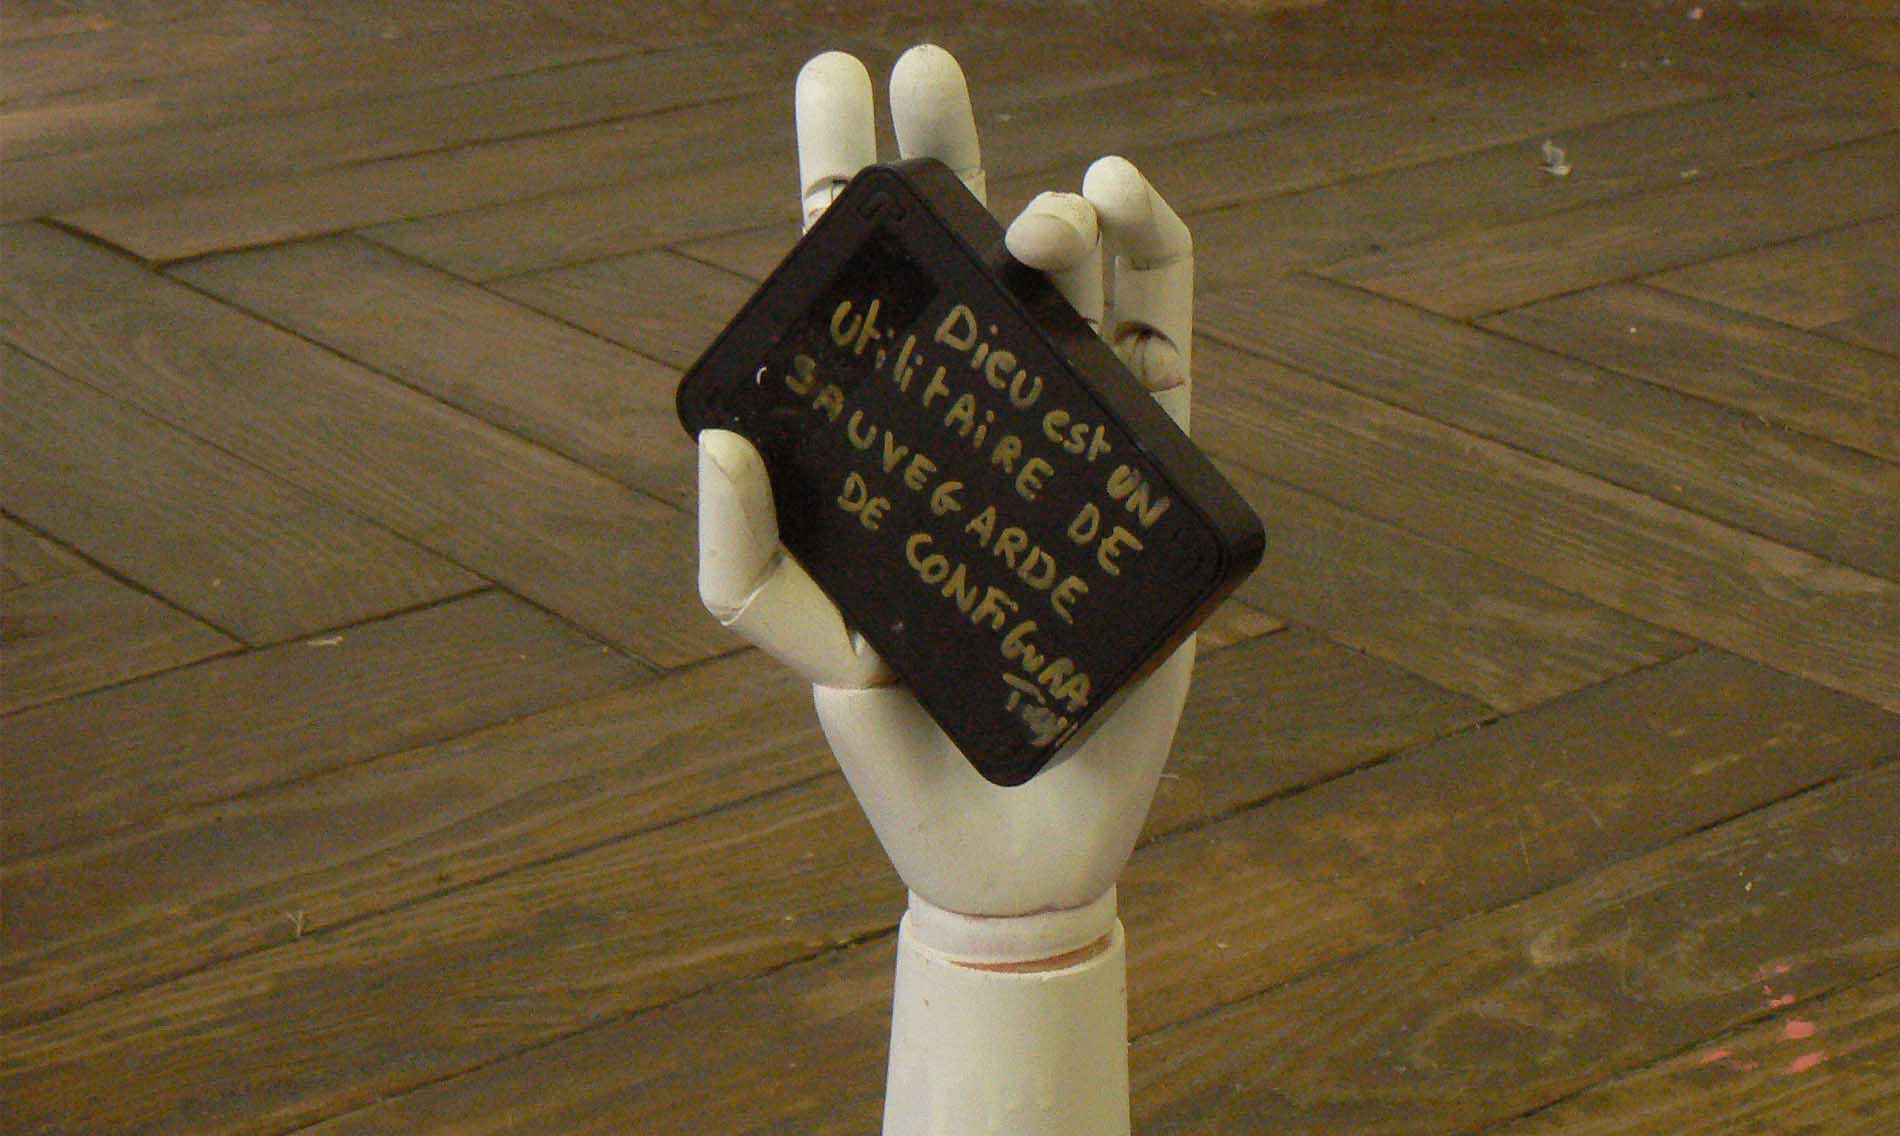 Dieu est UN
UtilitAiRE DE
SAUVEGARDE
DE CONFiGURA